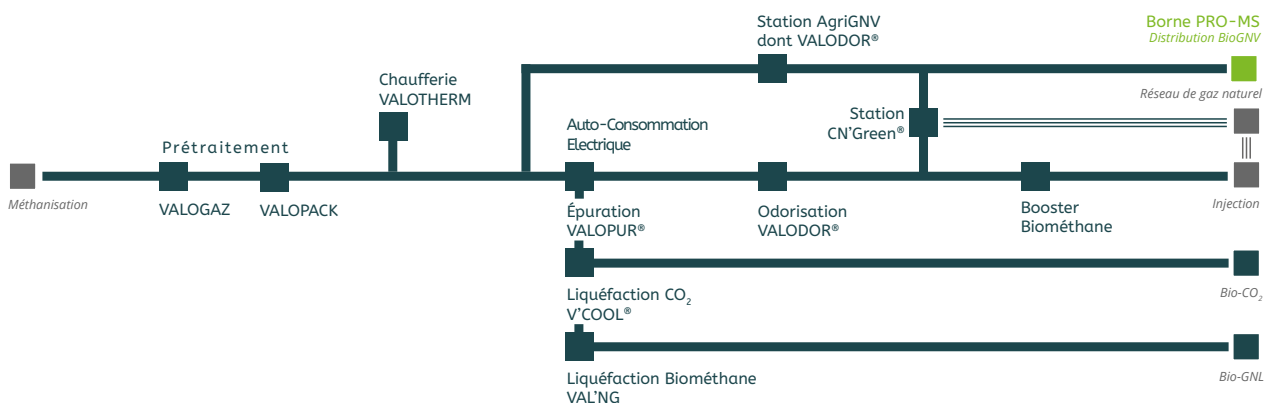 Station AgriGNV
dont VALODOR®
Borne PRO-MS
Distribution BioGNV
Chaufferie
VALOTHERM
Réseau de gaz naturel
Station
CN'Green®
Auto-Consommation
Electrique
Prétraitement
Méthanisation
VALOGAZ
VALOPACK
Épuration
VALOPUR®
Odorisation
VALODOR®
Booster
Biométhane
Injection
Liquéfaction CO₂
V'COOL®
Bio-CO₂
Liquéfaction Biométhane
VAL'NG
Bio-GNL